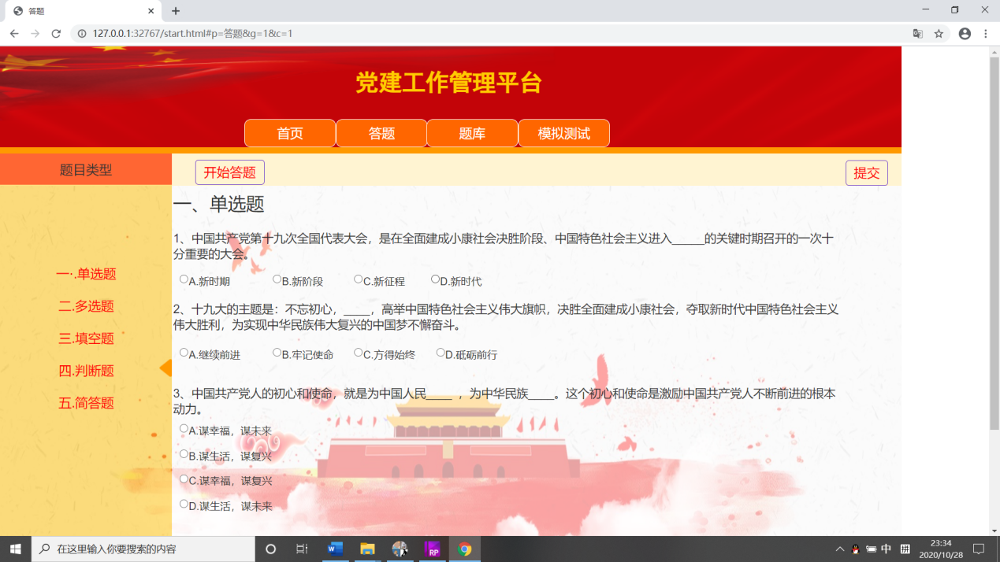 答题
127.0.0.1:32767/start.html#p=答题&g=1&c=1
党建工作管理平台
首页 答题 题库 模拟测试
题目类型
开始答题 提交
一、单选题
1、中国共产党第十九次全国代表大会，是在全面建成小康社会决胜阶段、中国特色社会主义进入_____的关键时期召开的一次十
分重要的大会。
A.新时期 B.新阶段 C.新征程 D.新时代
2、十九大的主题是：不忘初心，____，高举中国特色社会主义伟大旗帜，决胜全面建成小康社会，夺取新时代中国特色社会主义
伟大胜利，为实现中华民族伟大复兴的中国梦不懈奋斗。
A.继续前进 B.牢记使命 C.方得始终 D.砥砺前行
3、中国共产党人的初心和使命，就是为中国人民____ ，为中华民族____。这个初心和使命是激励中国共产党人不断前进的根本
动力。
A.谋幸福，谋未来
B.谋生活，谋复兴
C.谋幸福，谋复兴
D.谋生活，谋未来
一·.单选题
二.多选题
三.填空题
四.判断题
五.简答题
在这里输入你要搜索的内容
W
RP
中
拼
23:34
2020/10/28